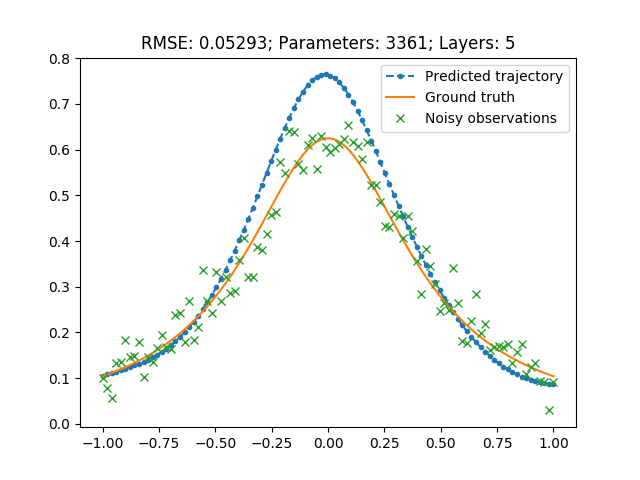 RMSE: 0.05293; Parameters: 3361; Layers: 5
Predicted trajectory
Ground truth
Noisy observations
0.8
0.7
0.6
0.5
0.4
0.3
0.2
0.1
0.0
−1.00 −0.75 −0.50 −0.25 0.00 0.25 0.50 0.75 1.00